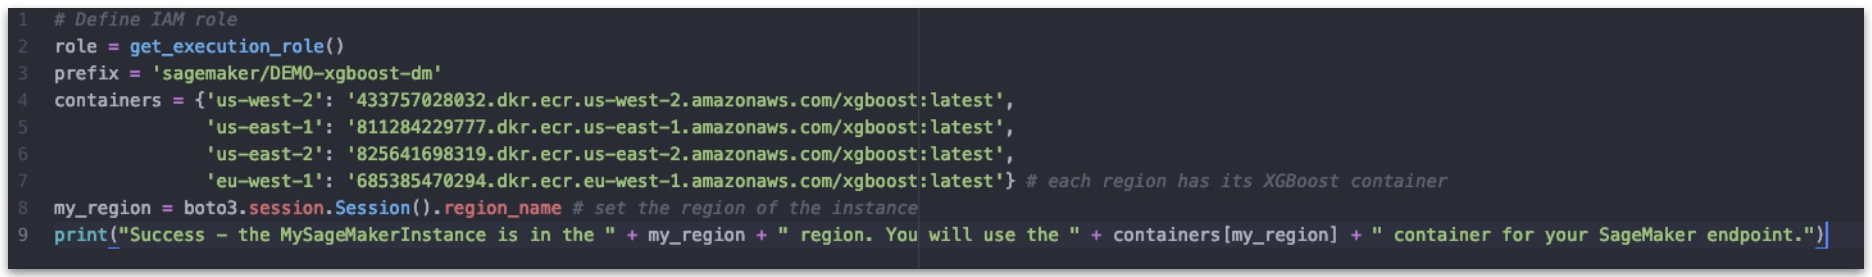 1 # Define IAM role
2 role = get_execution_role()
3 prefix = 'sagemaker/DEMO-xgboost-dm'
4 containers = {'us-west-2': '433757028032.dkr.ecr.us-west-2.amazonaws.com/xgboost:latest',
5               'us-east-1': '811284229777.dkr.ecr.us-east-1.amazonaws.com/xgboost:latest',
6               'us-east-2': '825641698319.dkr.ecr.us-east-2.amazonaws.com/xgboost:latest',
7               'eu-west-1': '685385470294.dkr.ecr.eu-west-1.amazonaws.com/xgboost:latest'} # each region has its XGBoost container
8 my_region = boto3.session.Session().region_name # set the region of the instance
9 print("Success - the MySageMakerInstance is in the " + my_region + " region. You will use the " + containers[my_region] + " container for your SageMaker endpoint.")